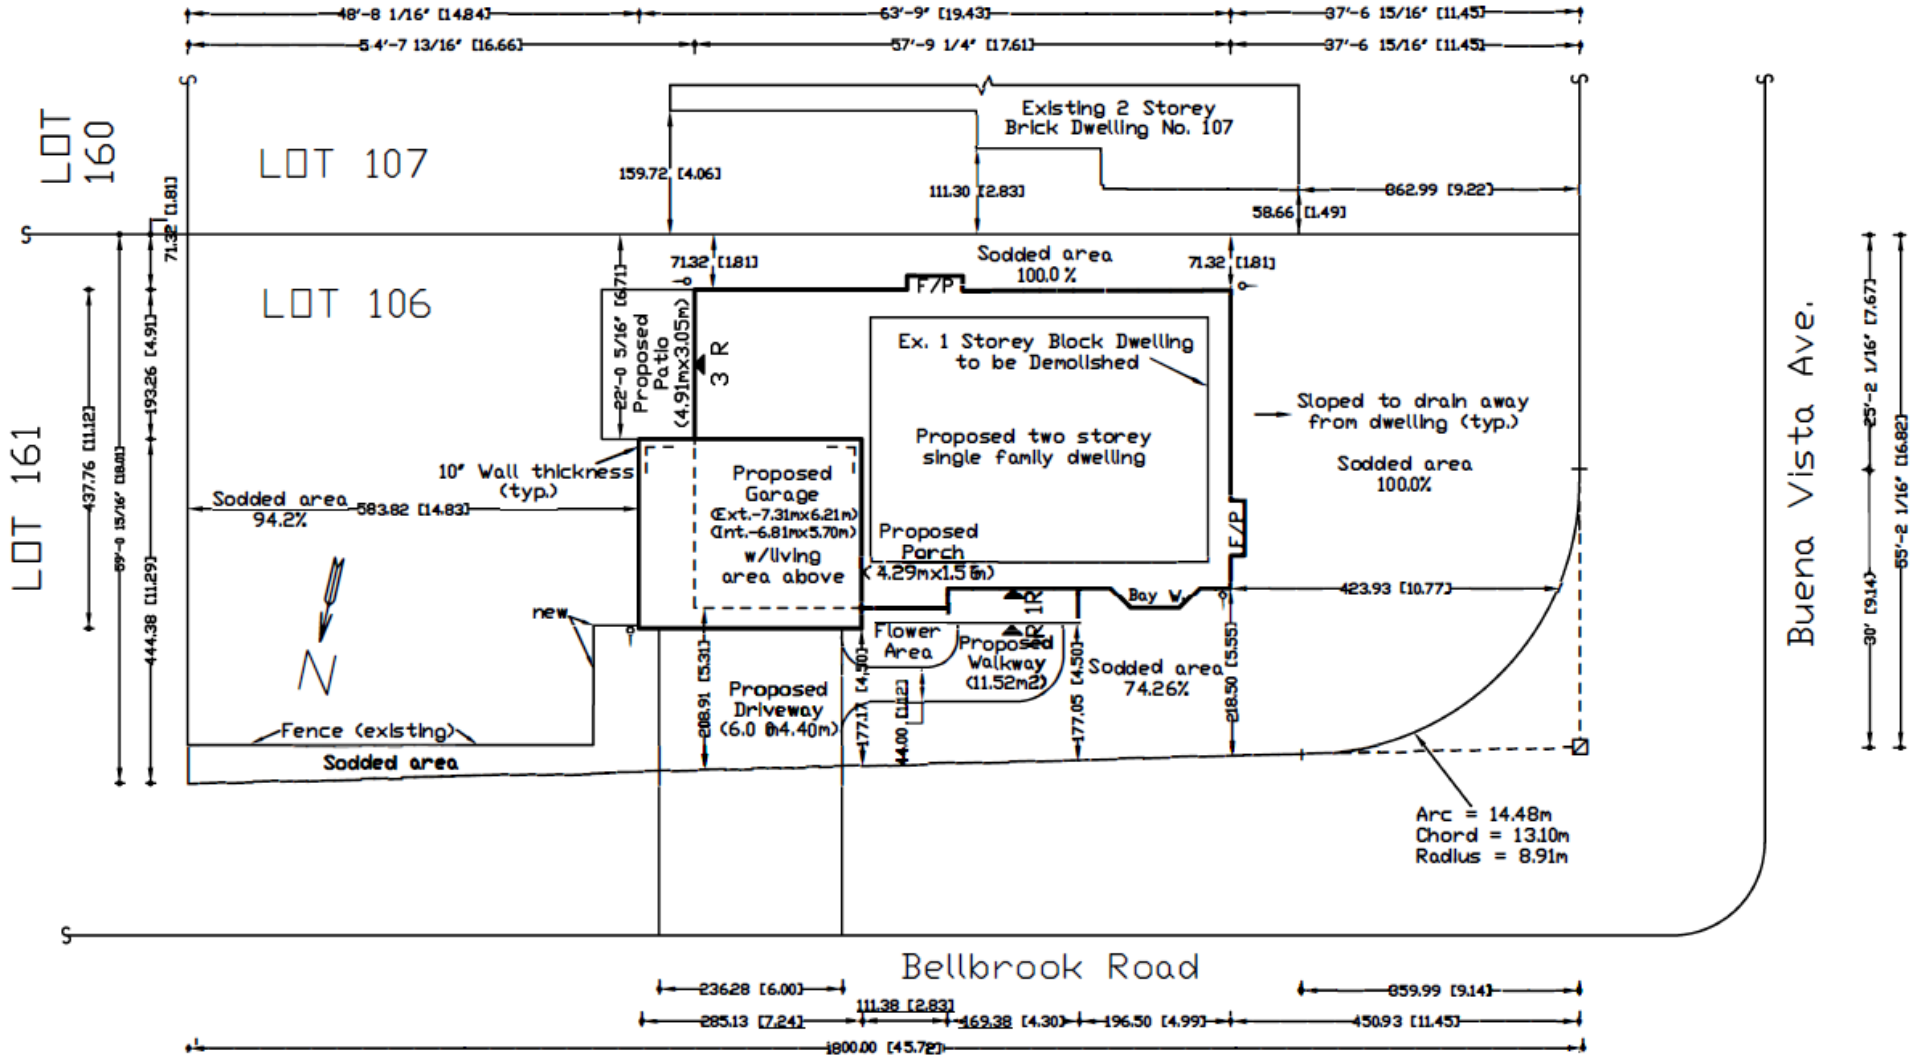 48'-8 1/16" [14.84]
63'-9" [19.43]
37'-6 15/16" [11.45]
54'-7 13/16" [16.66]
57'-9 1/4" [17.61]
37'-6 15/16" [11.45]
S
S
S
LOT
160
LOT 107
Existing 2 Storey
Brick Dwelling No. 107
159.72 [4.06]
111.30 [2.83]
362.99 [9.22]
58.66 [1.49]
71.32 [1.81]
S
71.32 [1.81]
Sodded area
100.0 %
71.32 [1.81]
LOT 106
F/P
22'-0 5/16" [6.71]
Proposed
Patio
(4.91mx3.05m)
3 R
Ex. 1 Storey Block Dwelling
to be Demolished
Sloped to drain away
from dwelling (typ.)
Sodded area
100.0%
Proposed two storey
single family dwelling
LOT 161
437.76 [11.12]
59'-0 15/16" [18.01]
193.26 [4.91]
444.38 [11.29]
10" Wall thickness
(typ.)
Sodded area
94.2%
583.82 [14.83]
Proposed
Garage
(Ext.-7.31mx6.21m)
(Int.-6.81mx5.70m)
w/living
area above
Proposed
Porch
F/P
Bay W.
423.93 [10.77]
N
new
1R
1R
Flower
Area
Proposed
Walkway
(11.52m2)
Sodded area
74.26%
208.91 [5.31]
177.17 [4.50]
44.00 [1.12]
177.05 [4.50]
218.50 [5.55]
Proposed
Driveway
Fence (existing)
Sodded area
Arc = 14.48m
Chord = 13.10m
Radius = 8.91m
Buena Vista Ave.
25'-2 1/16" [7.67]
30' [9.14]
55'-2 1/16" [16.82]
S
Bellbrook Road
236.28 [6.00]
359.99 [9.14]
111.38 [2.83]
285.13 [7.24]
169.38 [4.30]
196.50 [4.99]
450.93 [11.45]
1800.00 [45.72]